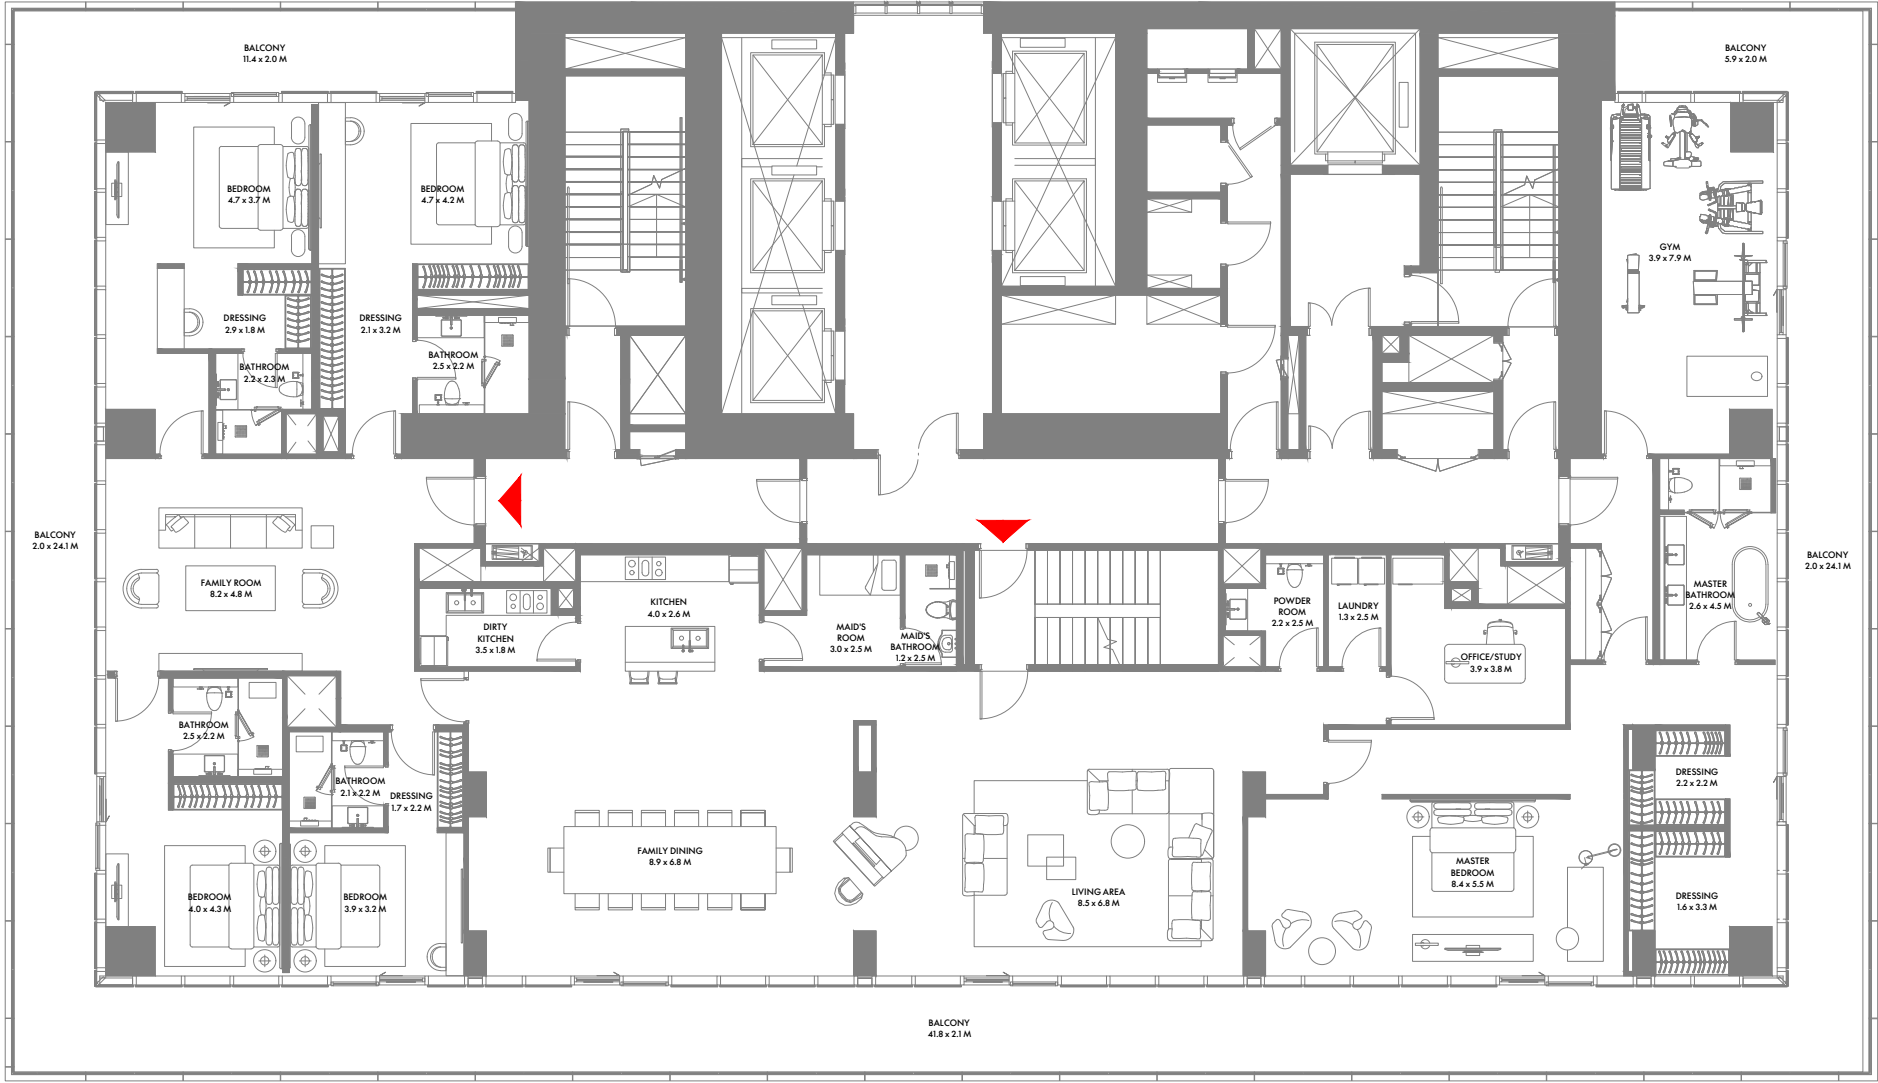 BALCONY
11.4 x 2.0 M
BALCONY
5.9 x 2.0 M
BEDROOM
4.7 x 3.7 M
BEDROOM
4.7 x 4.2 M
GYM
3.9 x 7.9 M
DRESSING
2.9 x 1.8 M
DRESSING
2.1 x 3.2 M
BATHROOM
2.5 x 2.2 M
BATHROOM
2.2 x 2.3 M
BALCONY
2.0 x 24.1 M
FAMILY ROOM
8.2 x 4.8 M
DIRTY
KITCHEN
3.5 x 1.8 M
KITCHEN
4.0 x 2.6 M
MAID'S
ROOM
3.0 x 2.5 M
MAID'S
BATHROOM
1.2 x 2.5 M
POWDER
ROOM
2.2 x 2.5 M
LAUNDRY
1.3 x 2.5 M
OFFICE/STUDY
3.9 x 3.8 M
MASTER
BATHROOM
2.6 x 4.5 M
BALCONY
2.0 x 24.1 M
BATHROOM
2.5 x 2.2 M
BATHROOM
2.1 x 2.2 M
DRESSING
1.7 x 2.2 M
DRESSING
2.2 x 2.2 M
FAMILY DINING
8.9 x 6.8 M
LIVING AREA
8.5 x 6.8 M
MASTER
BEDROOM
8.4 x 5.5 M
BEDROOM
4.0 x 4.3 M
BEDROOM
3.9 x 3.2 M
DRESSING
1.6 x 3.3 M
BALCONY
41.8 x 2.1 M